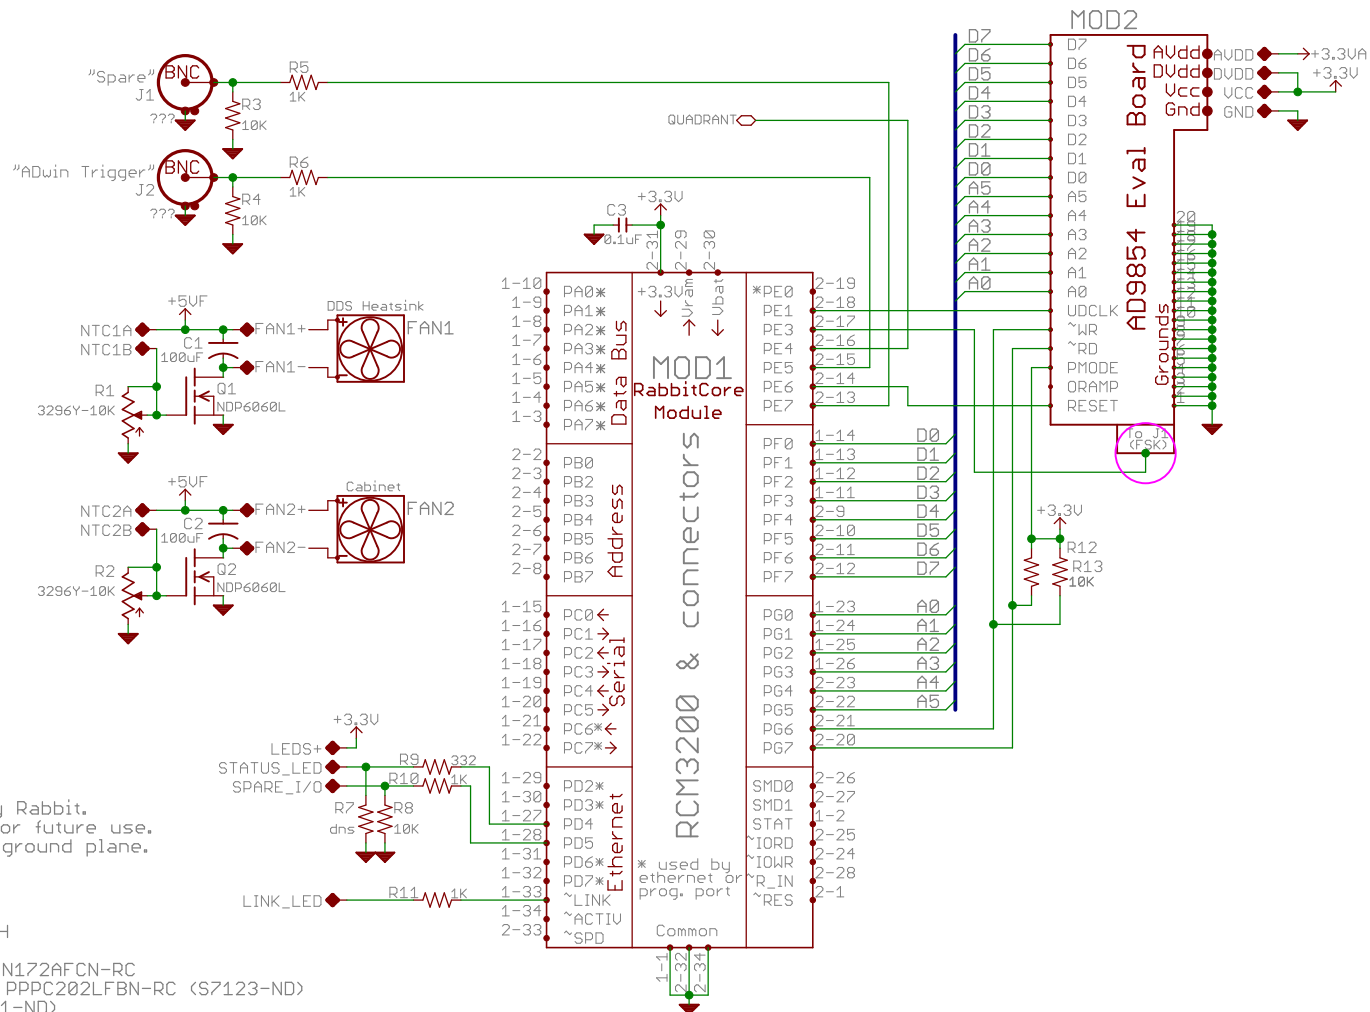 MOD2
"Spare"
BNC
J1
???
R3
10K
R5
1K
"ADwin Trigger"
BNC
J2
???
R4
10K
R6
1K
QUADRANT
D7
D6
D5
D4
D3
D2
D1
D0
A5
A4
A3
A2
A1
A0
D7
D6
D5
D4
D3
D2
D1
D0
A5
A4
A3
A2
A1
A0
UDCLK
~WR
~RD
PMODE
ORAMP
RESET
AD9854 Eval Board
AVdd
DVdd
Vcc
Gnd
AVDD
DVDD
VCC
GND
+3.3VA
+3.3V
Grounds
20
1
To J1
(FSK)
+3.3V
R12
R13
10K
C3
0.1uF
+3.3V
2-31
2-29
2-30
+3.3V
Vram
Vbat
MOD1
RabbitCore
Module
RCM3200 & connectors
Data Bus
1-10 PA0*
1-9 PA1*
1-8 PA2*
1-7 PA3*
1-6 PA4*
1-5 PA5*
1-4 PA6*
1-3 PA7*
Address
2-2 PB0
2-3 PB2
2-4 PB3
2-5 PB4
2-6 PB5
2-7 PB6
2-8 PB7
Serial
1-15 PC0
1-16 PC1
1-17 PC2
1-18 PC3
1-19 PC4
1-20 PC5
1-21 PC6*
1-22 PC7*
Ethernet
1-29 PD2*
1-30 PD3*
1-27 PD4
1-28 PD5
1-31 PD6*
1-32 PD7*
1-33 ~LINK
1-34 ~ACTIV
2-33 ~SPD
*PE0 2-19
PE1 2-18
PE3 2-17
PE4 2-16
PE5 2-15
PE6 2-14
PE7 2-13
PF0 1-14 D0
PF1 1-13 D1
PF2 1-12 D2
PF3 1-11 D3
PF4 2-9 D4
PF5 2-10 D5
PF6 2-11 D6
PF7 2-12 D7
PG0 1-23 A0
PG1 1-24 A1
PG2 1-25 A2
PG3 1-26 A3
PG4 2-23 A4
PG5 2-22 A5
PG6 2-21
PG7 2-20
SMD0 2-26
SMD1 2-27
STAT 1-2
~IORD 2-25
~IOWR 2-24
~R_IN 2-28
~RES 2-1
* used by
ethernet or
prog. port
Common
1-1
2-32
2-34
+5VF
NTC1A
NTC1B
C1
100uF
FAN1+
FAN1-
DDS Heatsink
FAN1
R1
3296Y-10K
Q1
NDP6060L
+5VF
NTC2A
NTC2B
C2
100uF
FAN2+
FAN2-
Cabinet
FAN2
R2
3296Y-10K
Q2
NDP6060L
+3.3V
LEDS+
STATUS_LED
SPARE_I/O
R9
332
R10
1K
R7
dns
R8
10K
LINK_LED
R11
1K
y Rabbit.
or future use.
ground plane.
H
N172AFCN-RC
PPPC202LFBN-RC (S7123-ND)
1-ND)